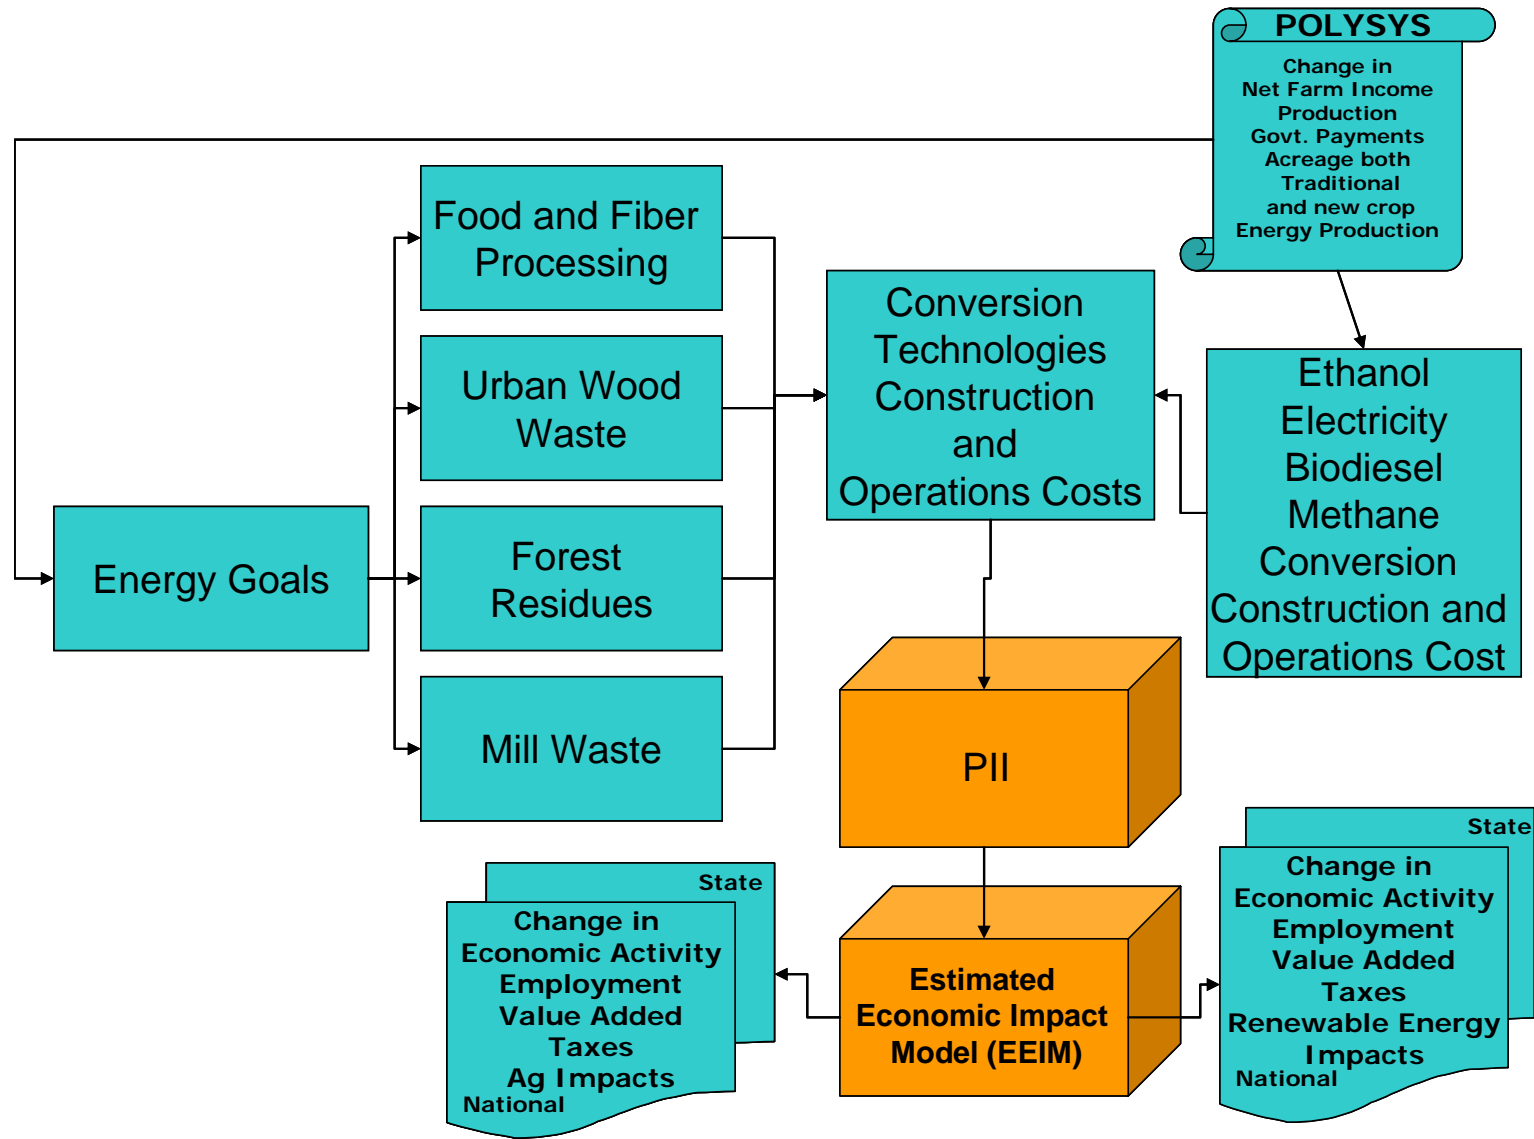 POLYSYS
Change in
Net Farm Income
Production
Govt. Payments
Acreage both
Traditional
and new crop
Energy Production
Food and Fiber
Processing
Urban Wood
Waste
Forest
Residues
Mill Waste
Energy Goals
Conversion
Technologies
Construction
and
Operations Costs
Ethanol
Electricity
Biodiesel
Methane
Conversion
Construction and
Operations Cost
PII
Estimated
Economic Impact
Model (EEIM)
State
Change in
Economic Activity
Employment
Value Added
Taxes
Ag Impacts
National
State
Change in
Economic Activity
Employment
Value Added
Taxes
Renewable Energy
Impacts
National